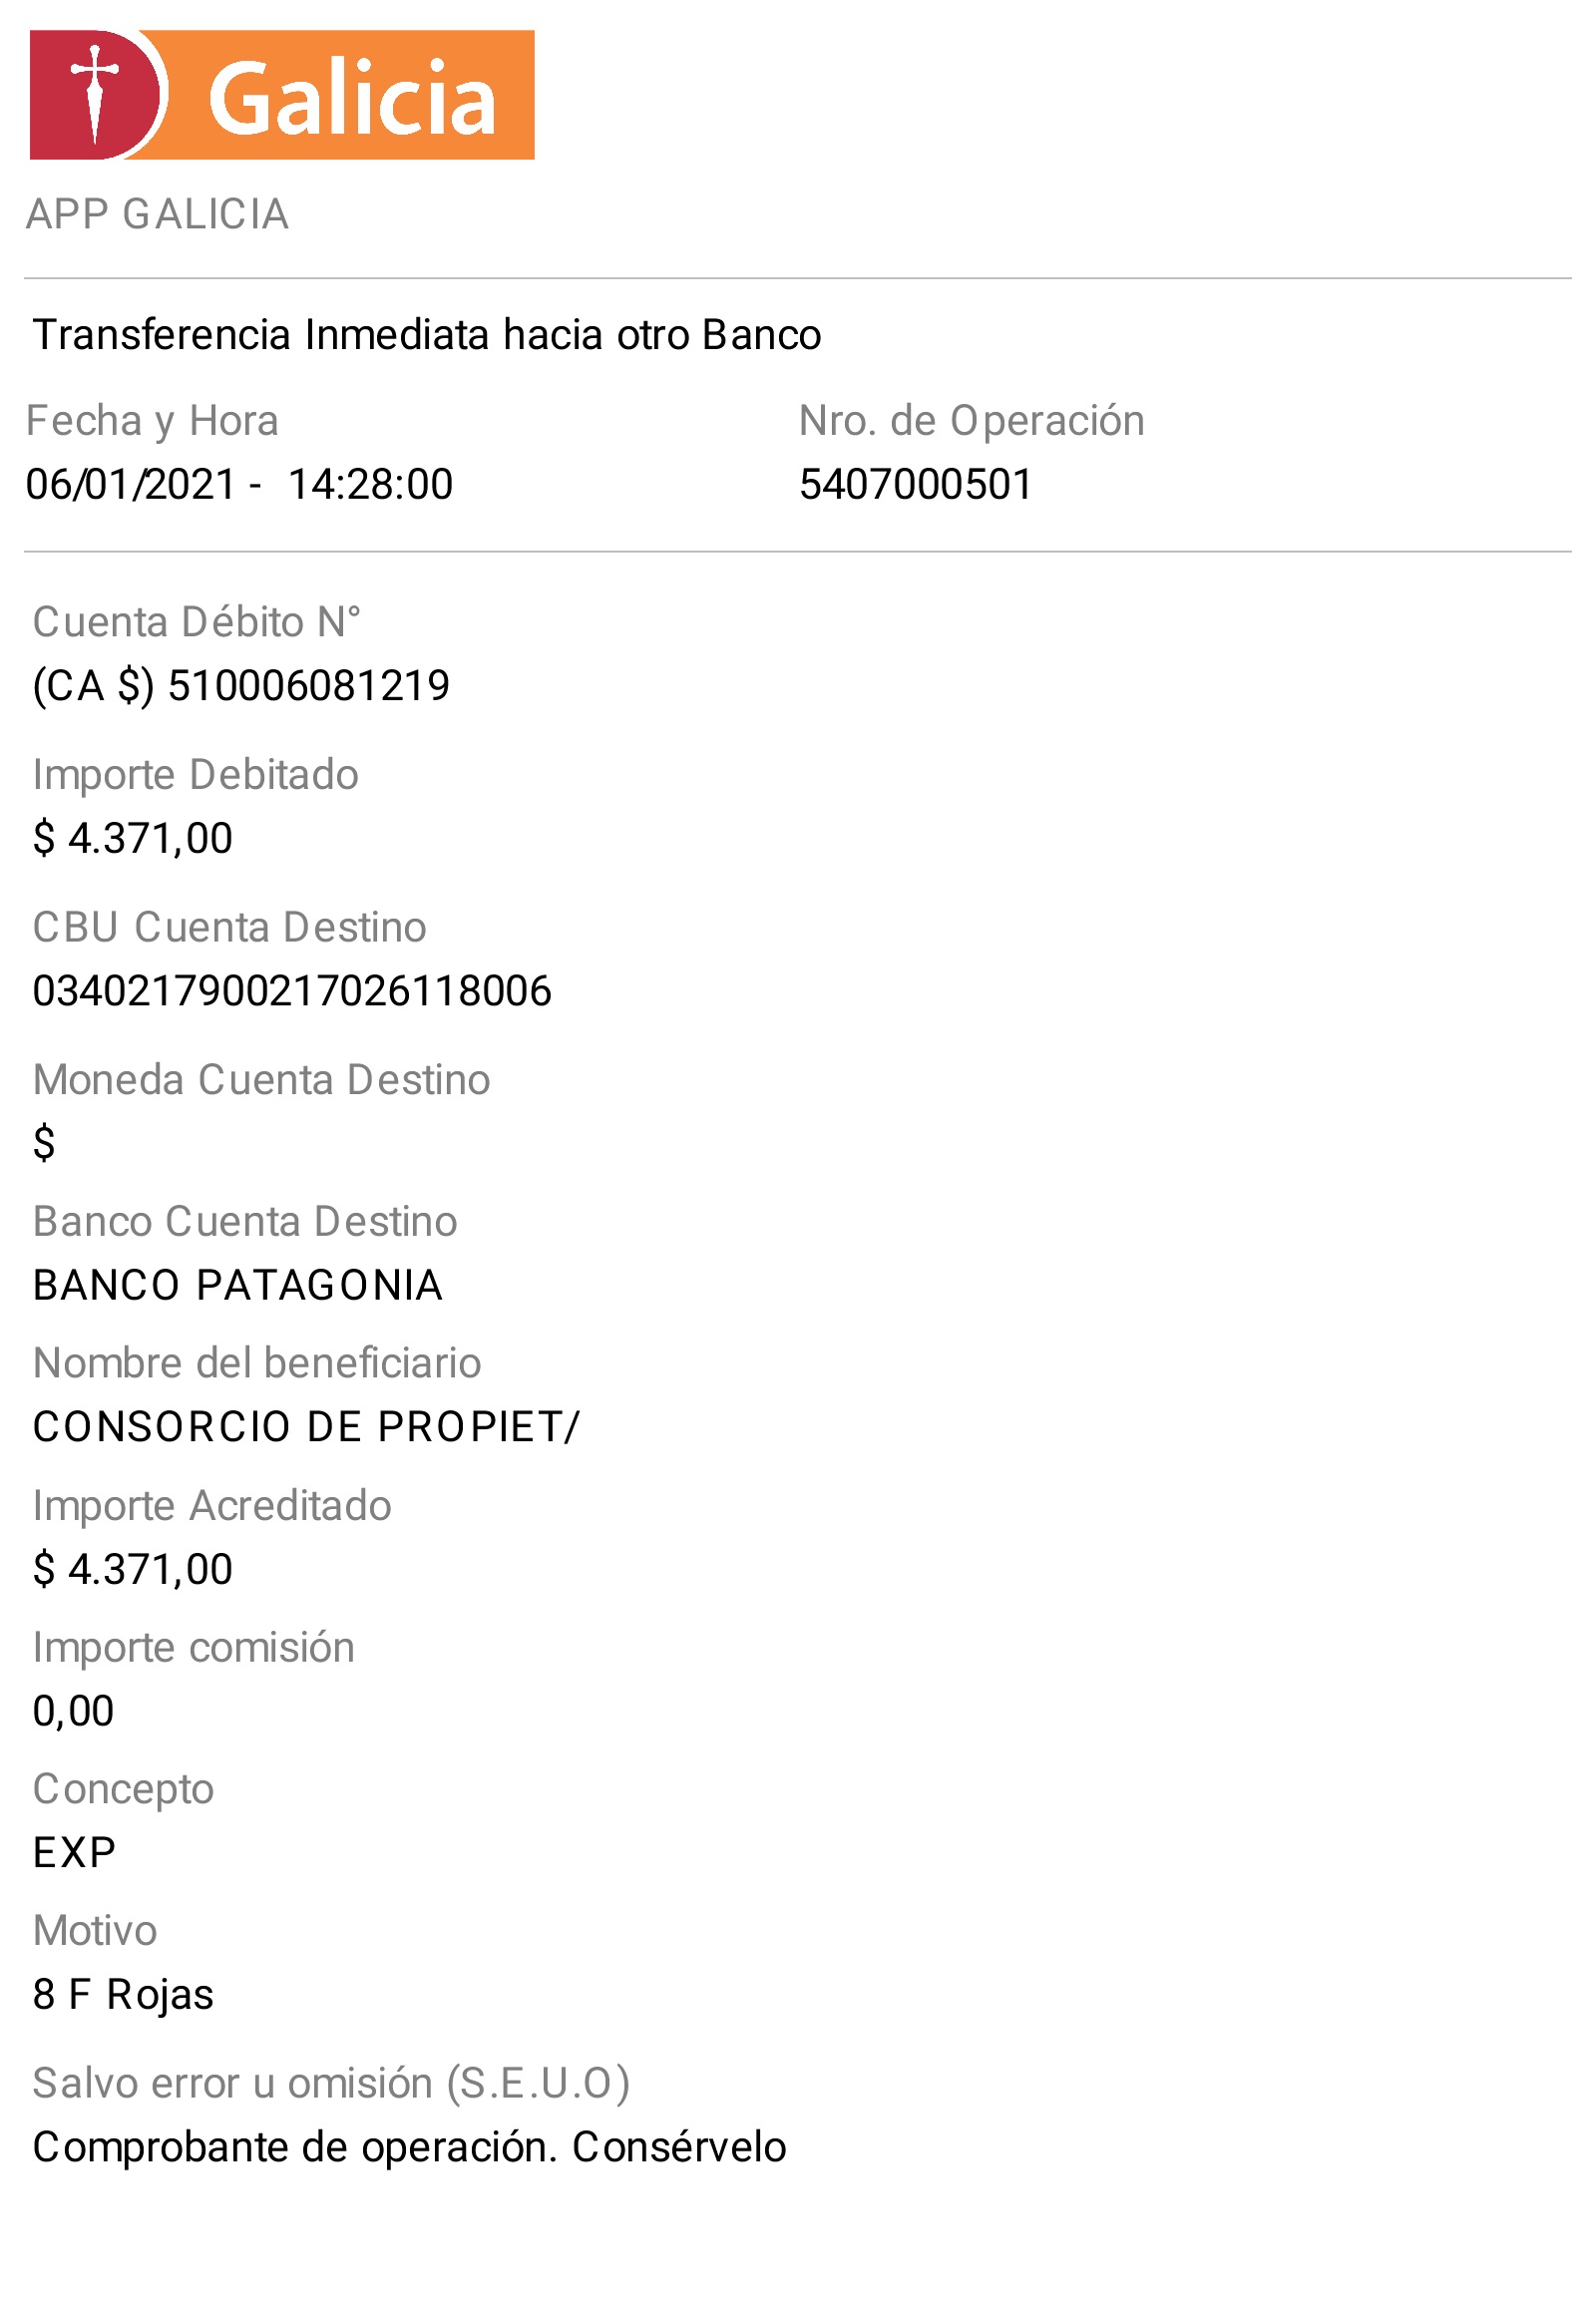 Galicia
APP GALICIA
Transferencia Inmediata hacia otro Banco
Fecha y Hora
Nro. de Operación
06/01/2021 - 14:28:00
5407000501
Cuenta Débito N°
(CA $) 510006081219
Importe Debitado
$ 4.371,00
CBU Cuenta Destino
0340217900217026118006
Moneda Cuenta Destino
$
Banco Cuenta Destino
BANCO PATAGONIA
Nombre del beneficiario
CONSORCIO DE PROPIET/
Importe Acreditado
$ 4.371,00
Importe comisión
0,00
Concepto
EXP
Motivo
8 F Rojas
Salvo error u omisión (S.E.U.O)
Comprobante de operación. Consérvelo